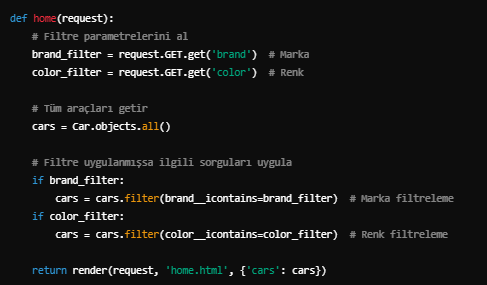 def home(request):
    # Filtre parametrelerini al
    brand_filter = request.GET.get('brand')  # Marka
    color_filter = request.GET.get('color')  # Renk

    # Tüm araçları getir
    cars = Car.objects.all()

    # Filtre uygulanmışsa ilgili sorguları uygula
    if brand_filter:
        cars = cars.filter(brand__icontains=brand_filter)  # Marka filtreleme
    if color_filter:
        cars = cars.filter(color__icontains=color_filter)  # Renk filtreleme

    return render(request, 'home.html', {'cars': cars})